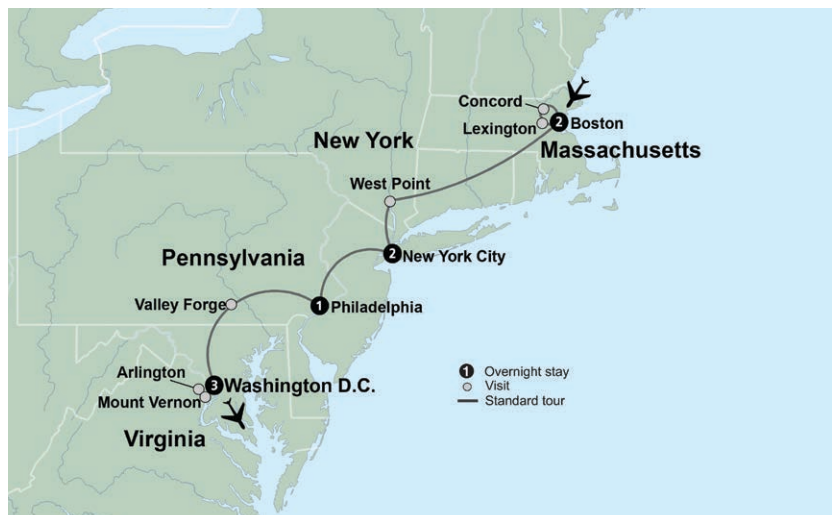 Concord
2
Boston
Lexington
New York
Massachusetts
West Point
Pennsylvania
2
New York City
Valley Forge
1
Philadelphia
Arlington
3
Washington D.C.
Mount Vernon
Virginia
1
Overnight stay
Visit
Standard tour